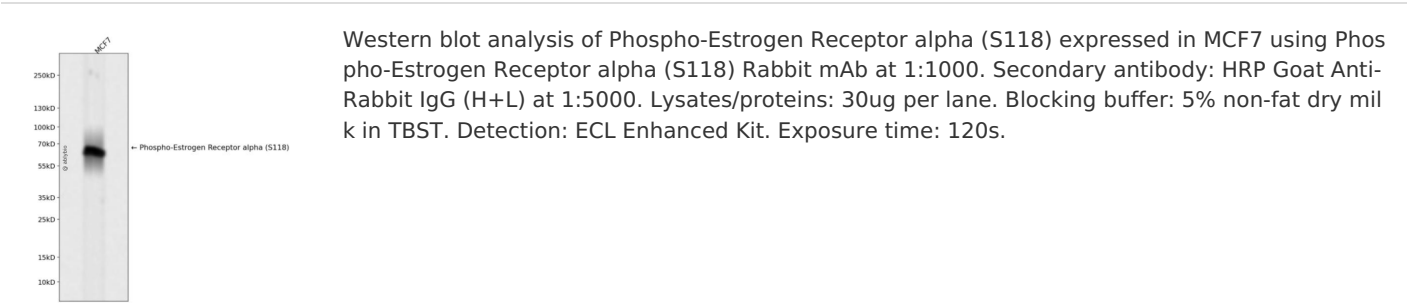 MCF7
250kD
130kD
100kD
70kD
55kD
35kD
25kD
15kD
10kD
← Phospho-Estrogen Receptor alpha (S118)
@ abybio
Western blot analysis of Phospho-Estrogen Receptor alpha (S118) expressed in MCF7 using Phos
pho-Estrogen Receptor alpha (S118) Rabbit mAb at 1:1000. Secondary antibody: HRP Goat Anti-
Rabbit IgG (H+L) at 1:5000. Lysates/proteins: 30ug per lane. Blocking buffer: 5% non-fat dry mil
k in TBST. Detection: ECL Enhanced Kit. Exposure time: 120s.